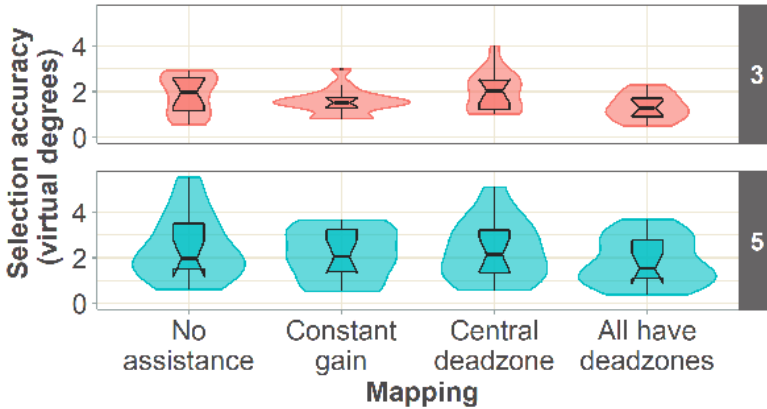 Selection accuracy
(virtual degrees)
4
2
0
3
4
2
0
5
No assistance
Constant gain
Central deadzone
All have deadzones
Mapping